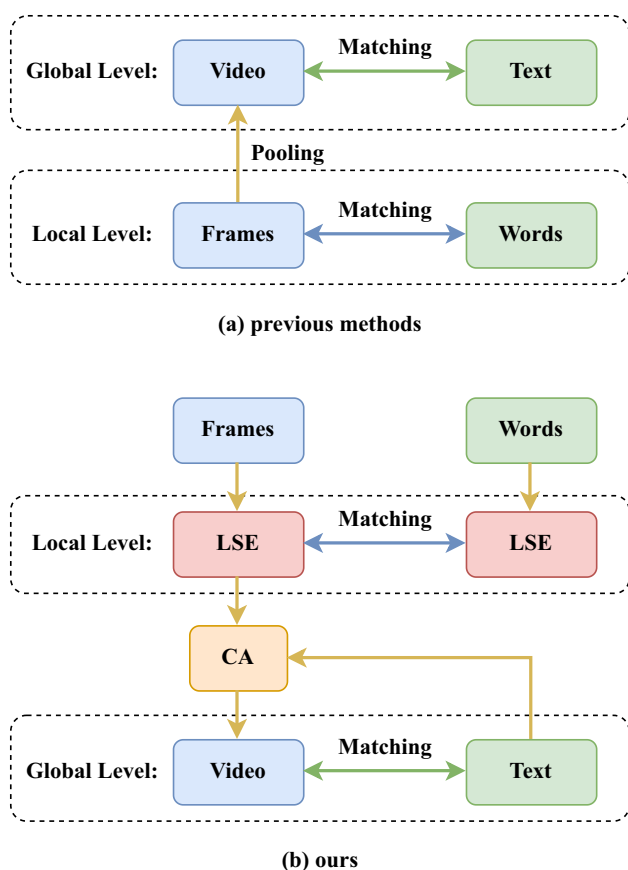 Matching
Global Level: Video Text
Pooling
Matching
Local Level: Frames Words
(a) previous methods
Frames Words
Matching
Local Level: LSE LSE
CA
Matching
Global Level: Video Text
(b) ours